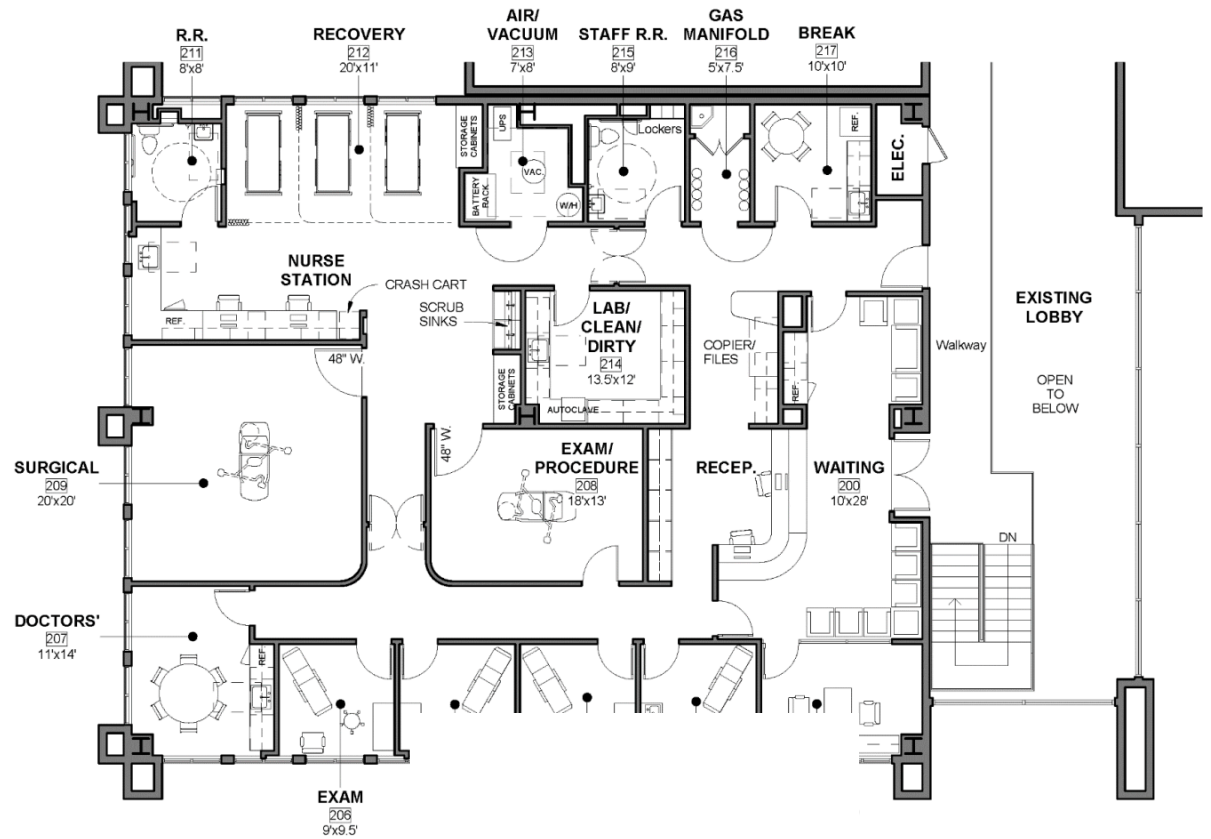 R.R.
211
8'x8'
RECOVERY
212
20'x11'
AIR/
VACUUM
213
7'x8'
STAFF R.R.
215
8'x9'
GAS
MANIFOLD
216
5'x7.5'
BREAK
217
10'x10'
STORAGE
CABINETS
UPS
VAC.
BATTERY
RACK
W/H
Lockers
REF.
ELEC.
NURSE
STATION
CRASH CART
REF.
SCRUB
SINKS
LAB/
CLEAN/
DIRTY
214
13.5'x12'
AUTOCLAVE
STORAGE
CABINETS
COPIER/
FILES
REF.
EXISTING
LOBBY
Walkway
OPEN
TO
BELOW
48" W.
48" W.
SURGICAL
209
20'x20'
EXAM/
PROCEDURE
208
18'x13'
RECEP.
WAITING
200
10'x28'
DN
DOCTORS'
207
11'x14'
REF.
EXAM
206
9'x9.5'